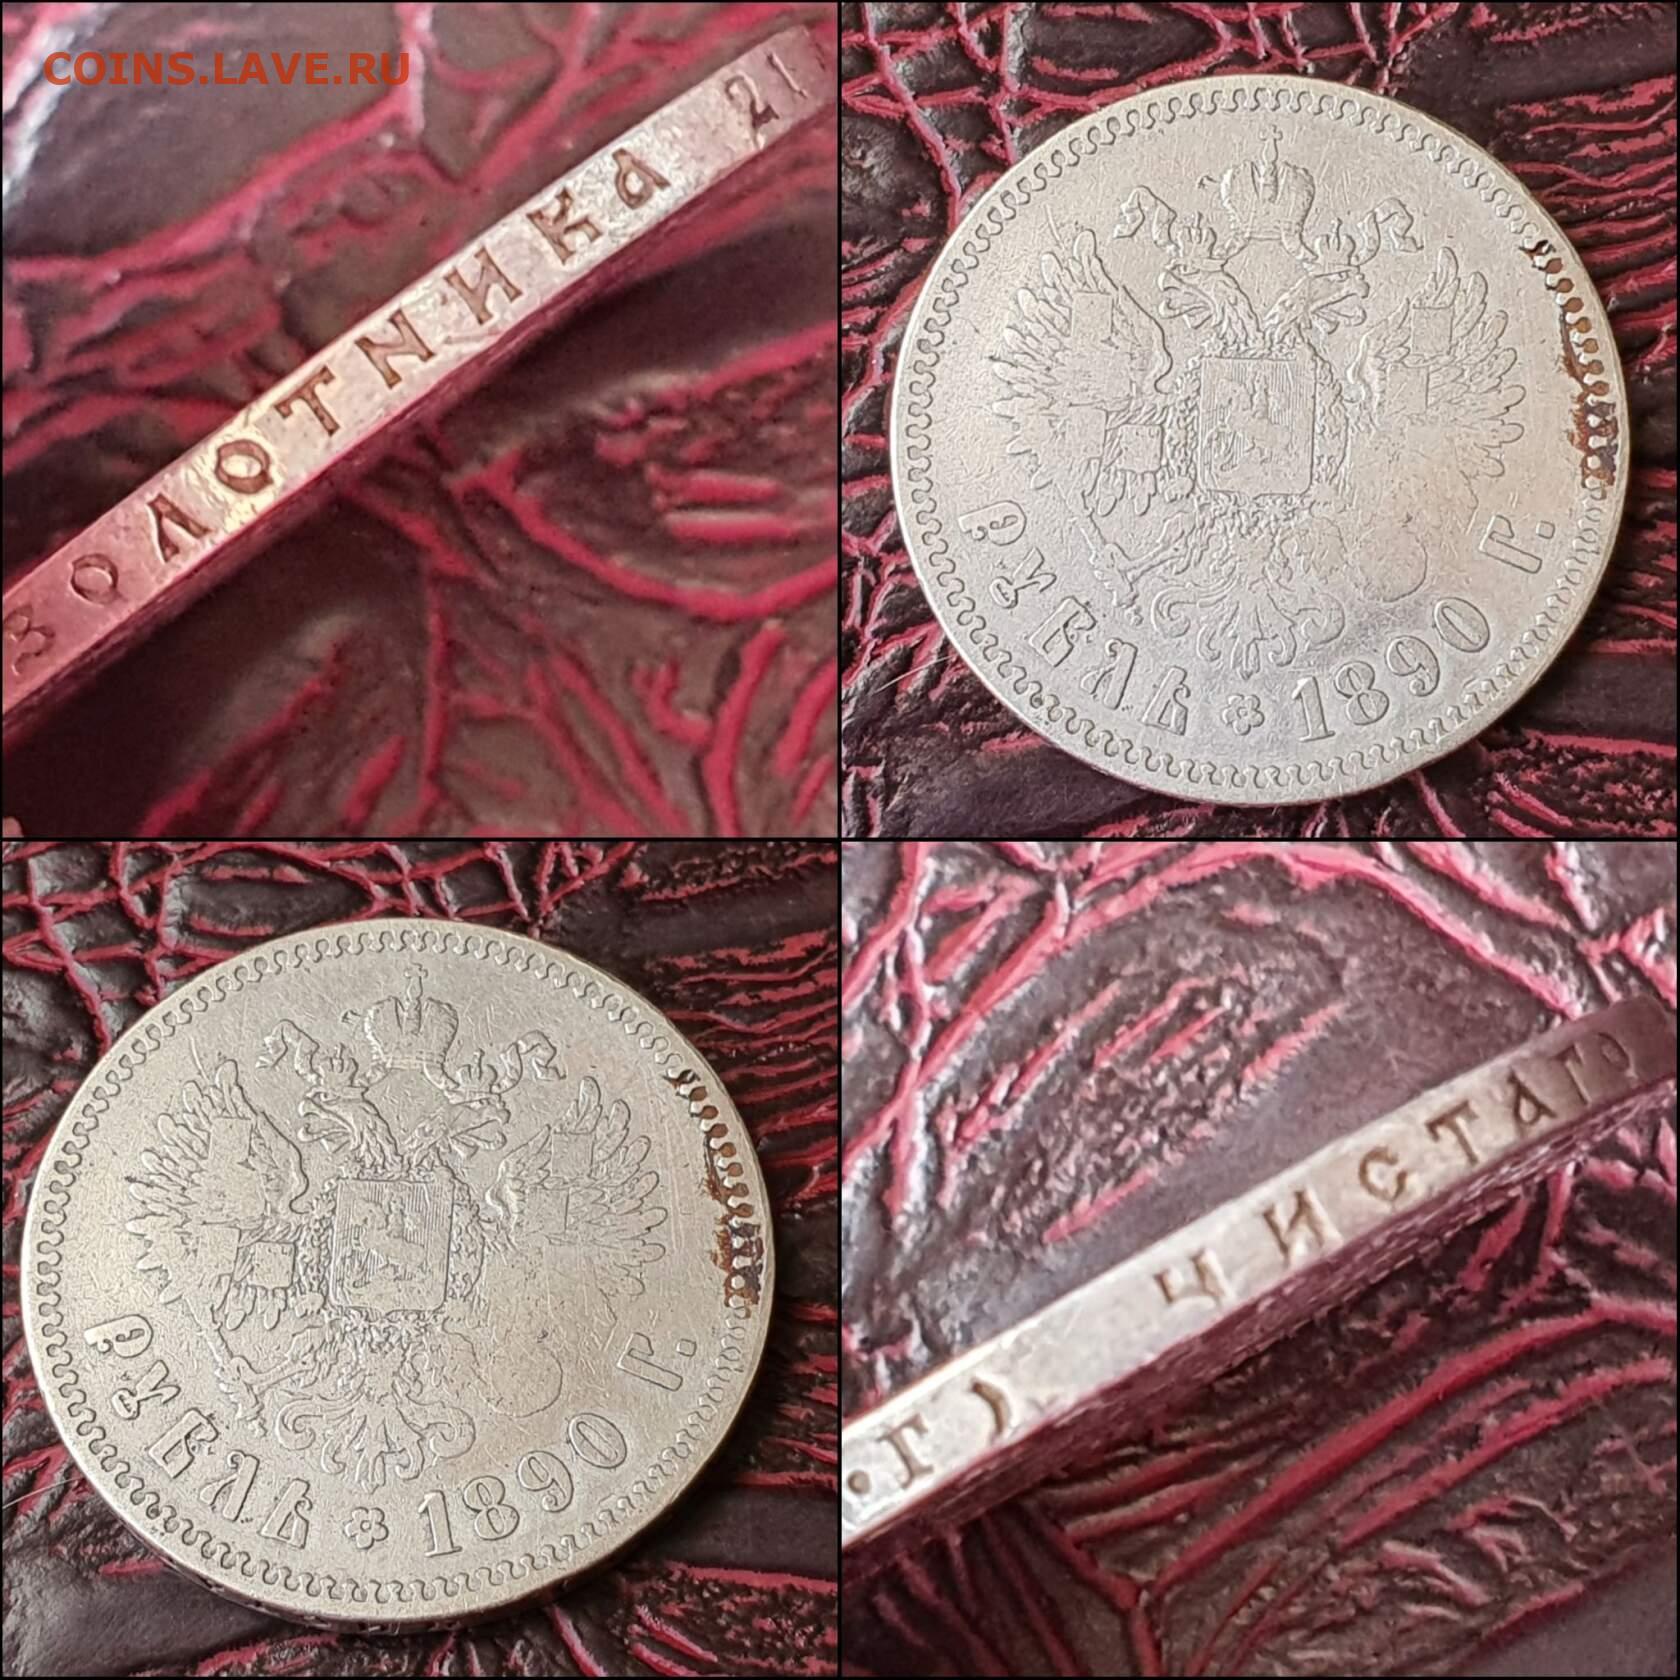 COINS.LAVE.RU
ЗОЛОТНИКА 21
РУБЛЬ 1890 Г.
РУБЛЬ 1890 Г.
.Г.) ЧИСТАГО